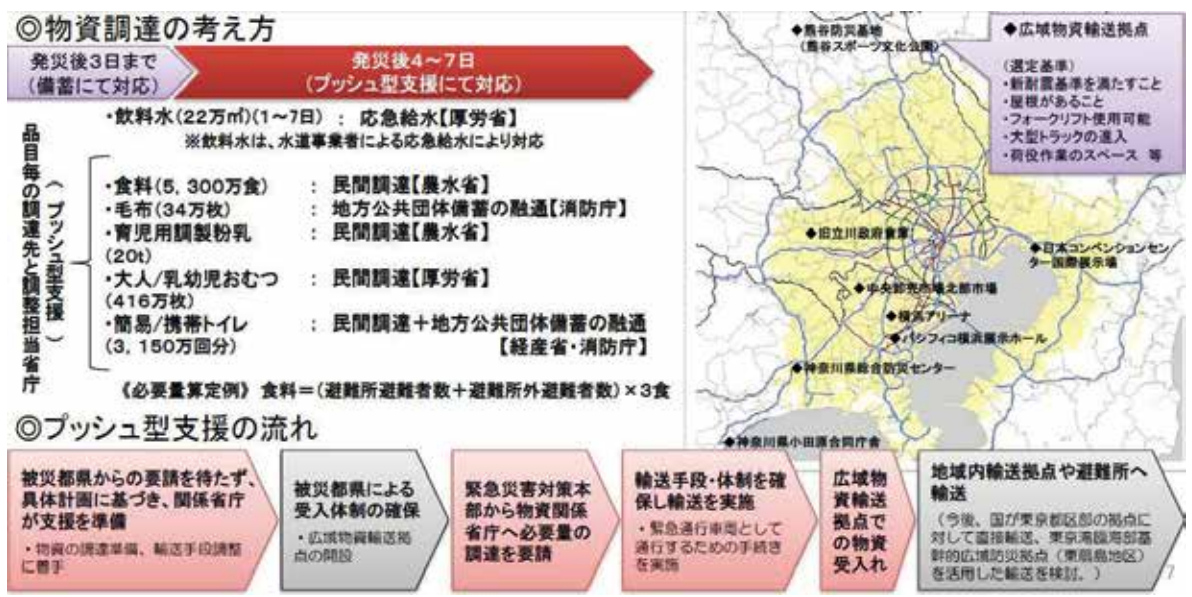 ◎物資調達の考え方
発災後3日まで
(備蓄にて対応)
発災後4～7日
(プッシュ型支援にて対応)
品目毎の調達先と調整担当省庁
(プッシュ型支援)
・飲料水(22万㎥)(1～7日) : 応急給水【厚労省】
※飲料水は、水道事業者による応急給水により対応
・食料(5,300万食) : 民間調達【農水省】
・毛布(34万枚) : 地方公共団体備蓄の融通【消防庁】
・育児用調製粉乳 : 民間調達【農水省】
(20t)
・大人/乳幼児おむつ : 民間調達【厚労省】
(416万枚)
・簡易/携帯トイレ : 民間調達＋地方公共団体備蓄の融通
(3,150万回分) 【経産省・消防庁】
《必要量算定例》 食料＝(避難所避難者数＋避難所外避難者数)×3食
◆熊谷防災基地
(熊谷スポーツ文化公園)
◆旧立川政府倉庫
◆日本コンベンションセン
ター国際展示場
◆中央卸売市場北部市場
◆横浜アリーナ
◆パシフィコ横浜展示ホール
◆神奈川県総合防災センター
◆神奈川県小田原合同庁舎
◆広域物資輸送拠点
(選定基準)
・新耐震基準を満たすこと
・屋根があること
・フォークリフト使用可能
・大型トラックの進入
・荷役作業のスペース 等
◎プッシュ型支援の流れ
被災都県からの要請を待たず、
具体計画に基づき、関係省庁
が支援を準備
・物資の調達準備、輸送手段調整
に着手
被災都県による
受入体制の確保
・広域物資輸送拠
点の開設
緊急災害対策本
部から物資関係
省庁へ必要量の
調達を要請
輸送手段・体制を確
保し輸送を実施
・緊急通行車両として
通行するための手続き
を実施
広域物
資輸送
拠点で
の物資
受入れ
地域内輸送拠点や避難所へ
輸送
(今後、国が東京都区部の拠点に
対して直接輸送、東京湾臨海部基
幹的広域防災拠点(東扇島地区)
を活用した輸送を検討。)
7